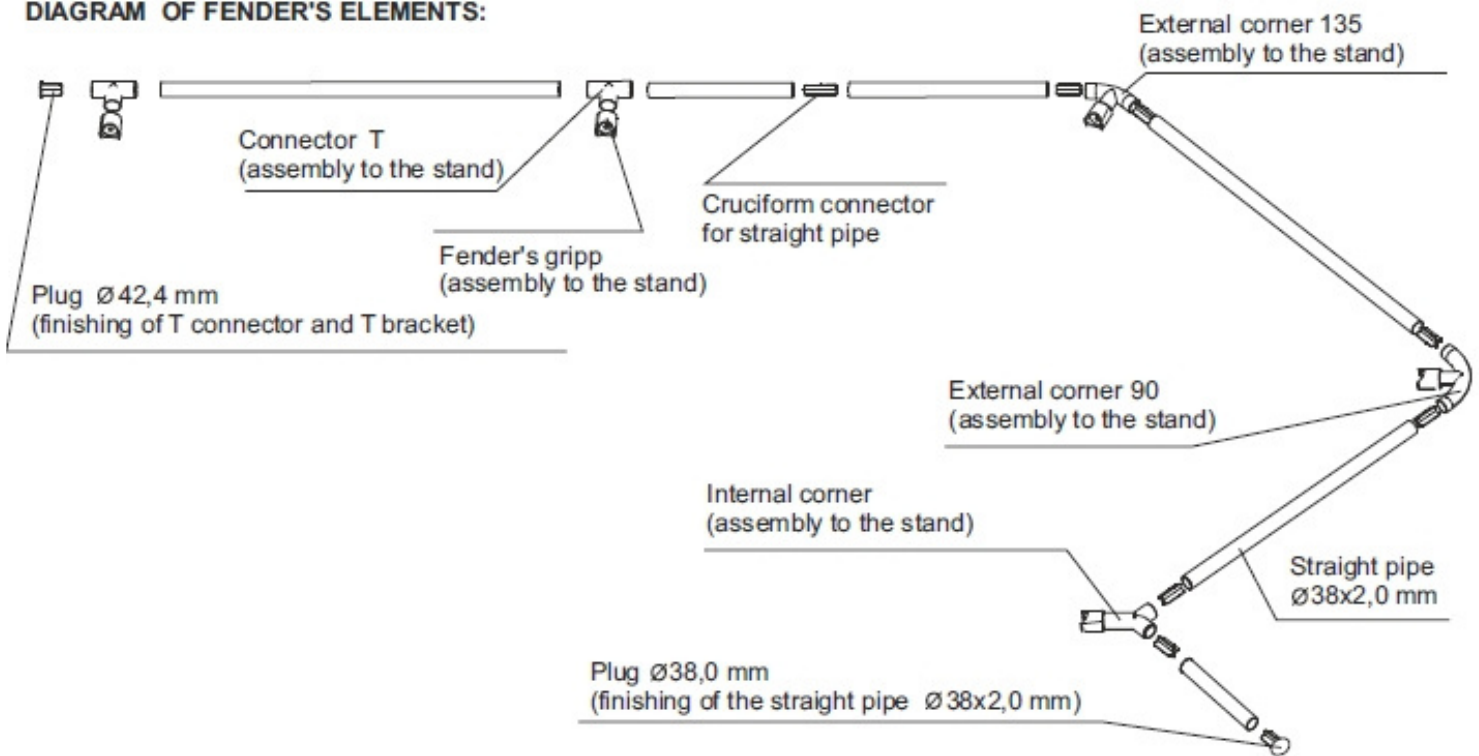 DIAGRAM OF FENDER'S ELEMENTS:
External corner 135
(assembly to the stand)
Connector T
(assembly to the stand)
Cruciform connector
for straight pipe
Fender's gripp
(assembly to the stand)
Plug Ø42,4 mm
(finishing of T connector and T bracket)
External corner 90
(assembly to the stand)
Internal corner
(assembly to the stand)
Straight pipe
Ø38x2,0 mm
Plug Ø38,0 mm
(finishing of the straight pipe Ø38x2,0 mm)